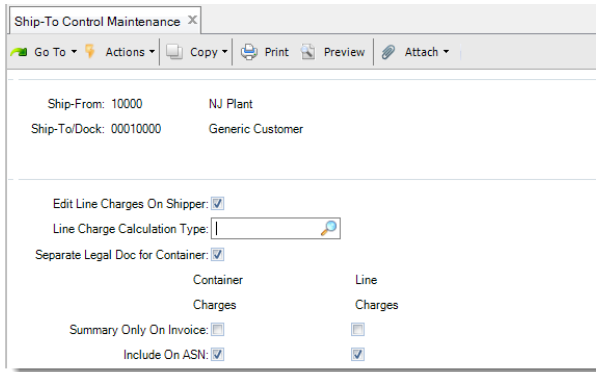 Ship-To Control Maintenance X
Go To Actions Copy Print Preview Attach
Ship-From: 10000 NJ Plant
Ship-To/Dock: 00010000 Generic Customer
Edit Line Charges On Shipper:
Line Charge Calculation Type:
Separate Legal Doc for Container:
Container Line
Charges Charges
Summary Only On Invoice:
Include On ASN: